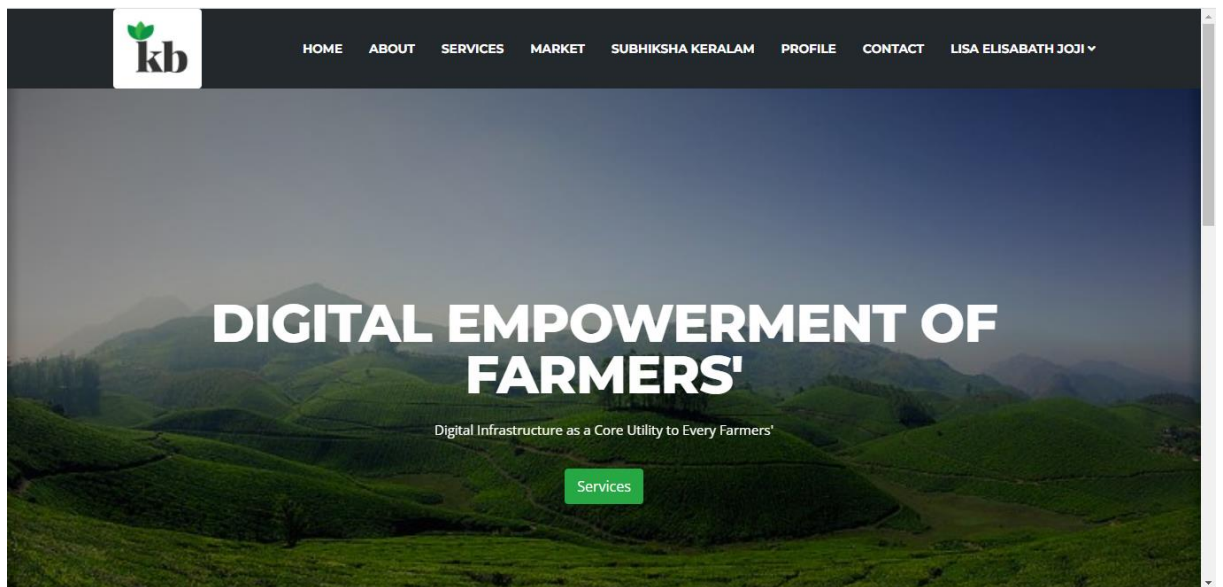 kb
HOME ABOUT SERVICES MARKET SUBHIKSHA KERALAM PROFILE CONTACT LISA ELISABATH JOJI
DIGITAL EMPOWERMENT OF
FARMERS'
Digital Infrastructure as a Core Utility to Every Farmers'
Services